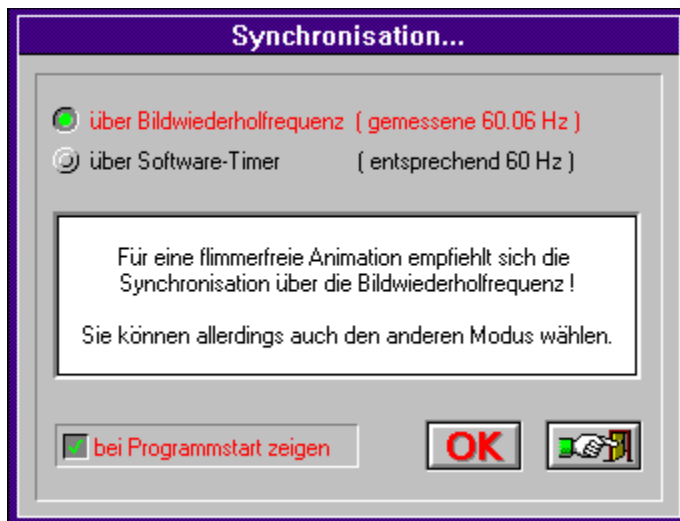 Synchronisation...
über Bildwiederholfrequenz ( gemessene 60.06 Hz )
über Software-Timer ( entsprechend 60 Hz )
Für eine flimmerfreie Animation empfiehlt sich die
Synchronisation über die Bildwiederholfrequenz !
Sie können allerdings auch den anderen Modus wählen.
bei Programmstart zeigen
OK